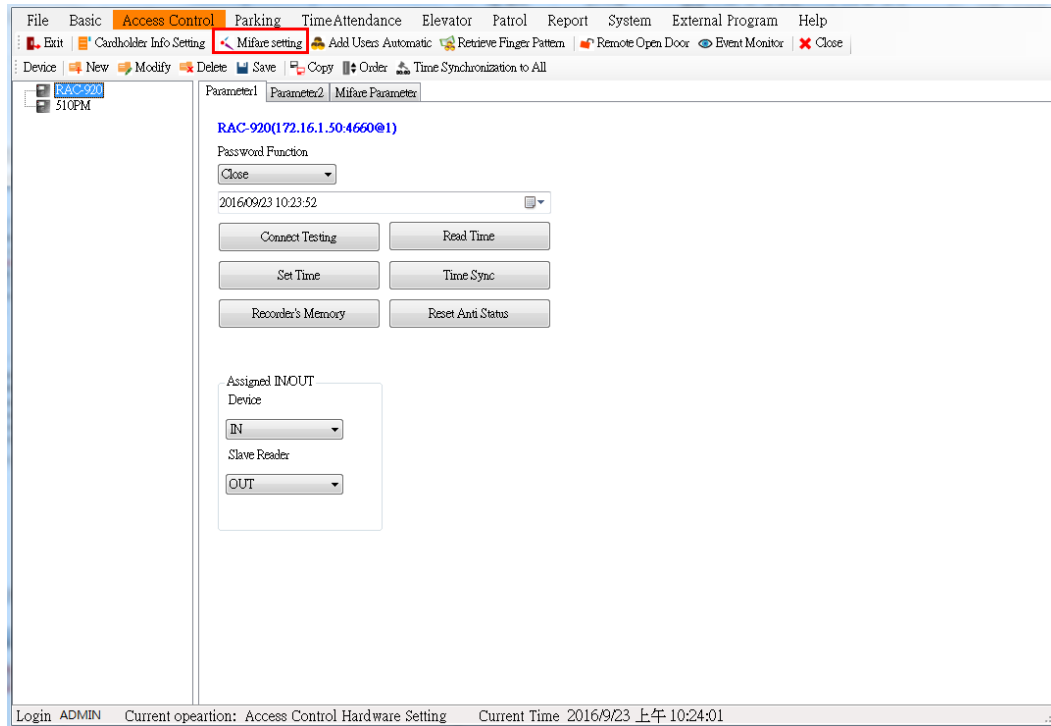 File Basic Access Control Parking TimeAttendance Elevator Patrol Report System External Program Help
Exit Cardholder Info Setting Mifare setting Add Users Automatic Retrieve Finger Pattern Remote Open Door Event Monitor Close
Device New Modify Delete Save Copy Order Time Synchronization to All
RAC-920
510PM
Parameter1 Parameter2 Mifare Parameter
RAC-920(172.16.1.50:4660@1)
Password Function
Close
2016/09/23 10:23:52
Connect Testing Read Time
Set Time Time Sync
Recorder's Memory Reset Anti Status
Assigned IN/OUT
Device
IN
Slave Reader
OUT
Login ADMIN Current opeartion: Access Control Hardware Setting Current Time 2016/9/23 上午 10:24:01